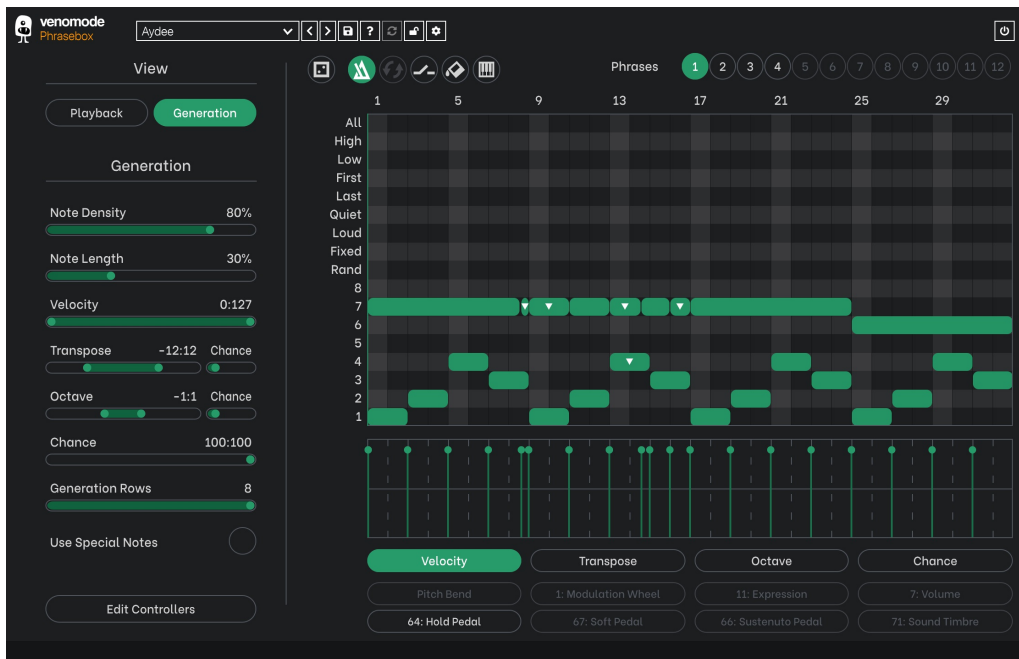 venomode
Phrasebox
Aydee
?
View
Phrases
1 2 3 4 5 6 7 8 9 10 11 12
Playback
Generation
1 5 9 13 17 21 25 29
All
High
Low
First
Last
Quiet
Loud
Fixed
Rand
8
7
6
5
4
3
2
1
Generation
Note Density 80%
Note Length 30%
Velocity 0:127
Transpose -12:12 Chance
Octave -1:1 Chance
Chance 100:100
Generation Rows 8
Use Special Notes
Edit Controllers
Velocity Transpose Octave Chance
Pitch Bend 1: Modulation Wheel 11: Expression 7: Volume
64: Hold Pedal 67: Soft Pedal 66: Sustenuto Pedal 71: Sound Timbre